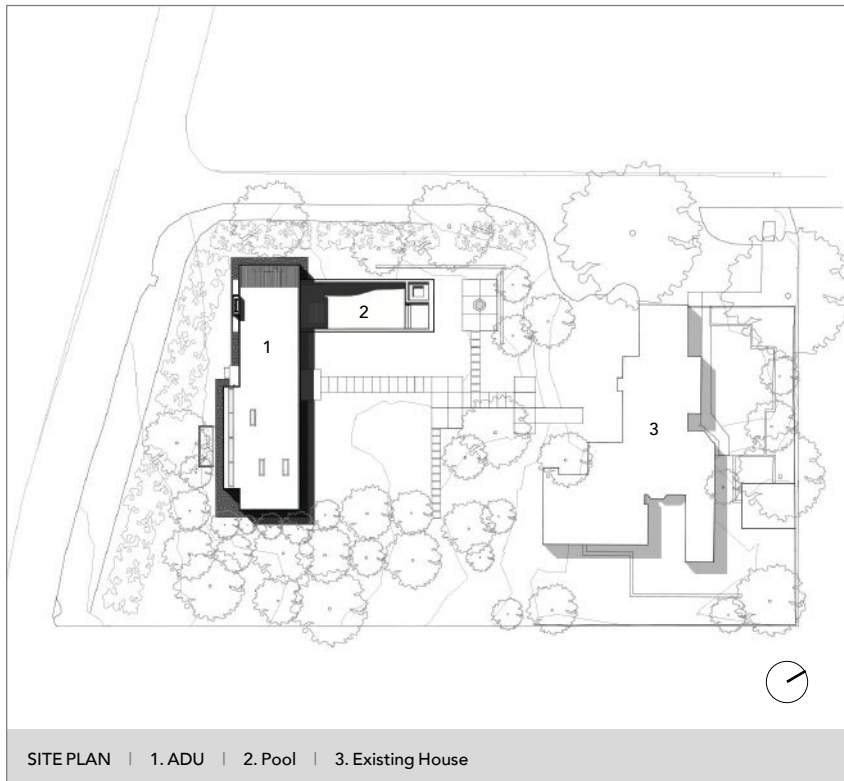 1
2
3
SITE PLAN | 1. ADU | 2. Pool | 3. Existing House